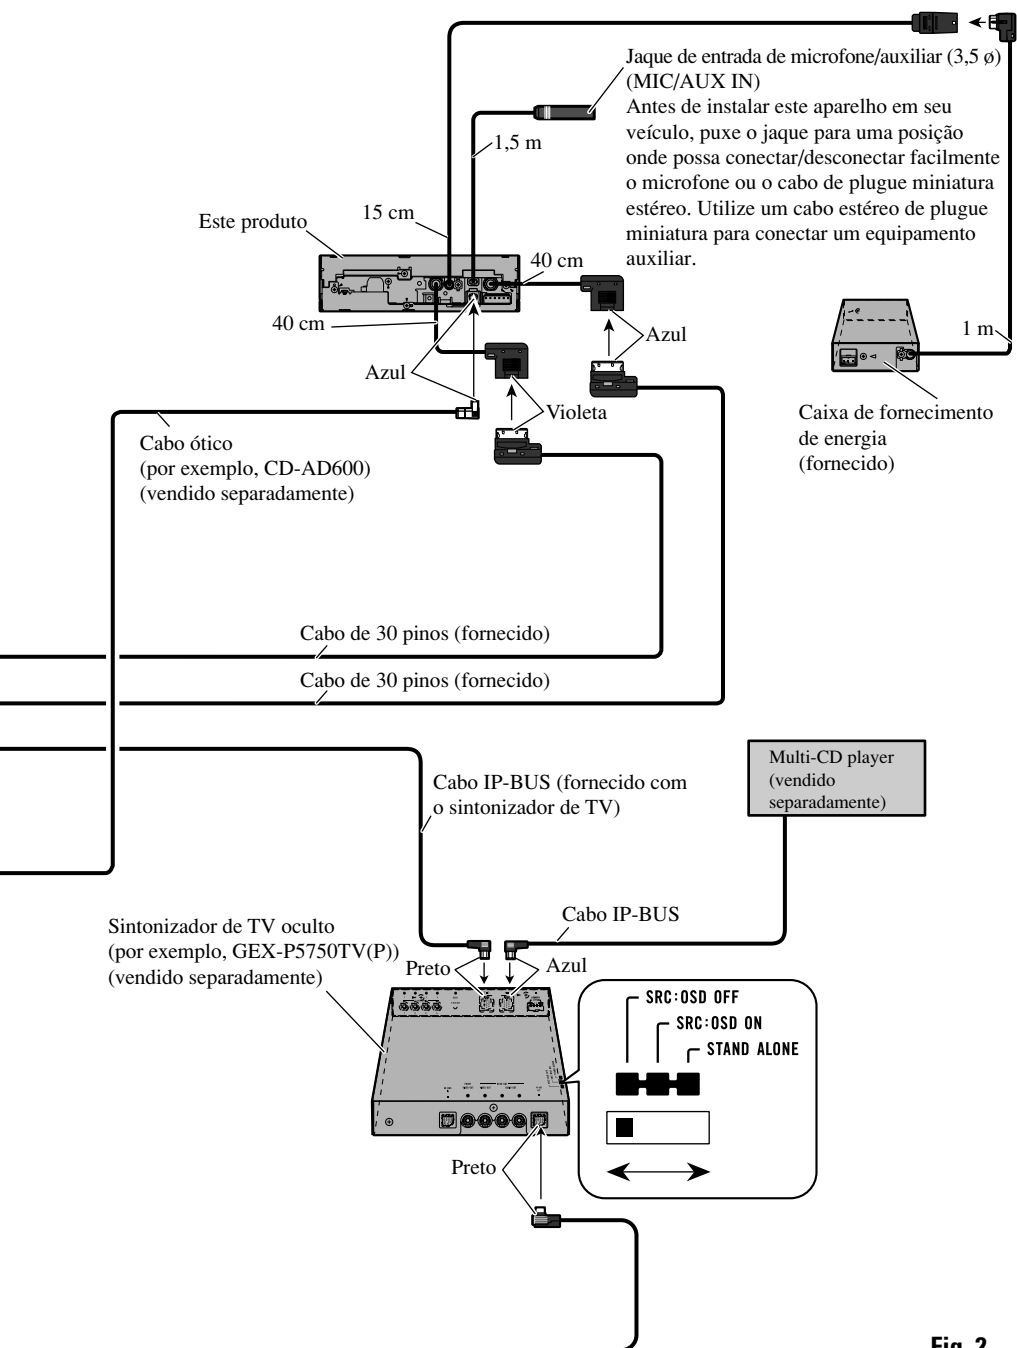 Jaque de entrada de microfone/auxiliar (3,5 ø)
(MIC/AUX IN)
Antes de instalar este aparelho em seu
veículo, puxe o jaque para uma posição
onde possa conectar/desconectar facilmente
o microfone ou o cabo de plugue miniatura
estéreo. Utilize um cabo estéreo de plugue
miniatura para conectar um equipamento
auxiliar.
1,5 m
15 cm
Este produto
40 cm
40 cm
Azul
1 m
Azul
Violeta
Caixa de fornecimento
de energia
(fornecido)
Cabo ótico
(por exemplo, CD-AD600)
(vendido separadamente)
Cabo de 30 pinos (fornecido)
Cabo de 30 pinos (fornecido)
Multi-CD player
(vendido
separadamente)
Cabo IP-BUS (fornecido com
o sintonizador de TV)
Cabo IP-BUS
Sintonizador de TV oculto
(por exemplo, GEX-P5750TV(P))
(vendido separadamente)
Preto
Azul
SRC:OSD OFF
SRC:OSD ON
STAND ALONE
Preto
Fig. 2